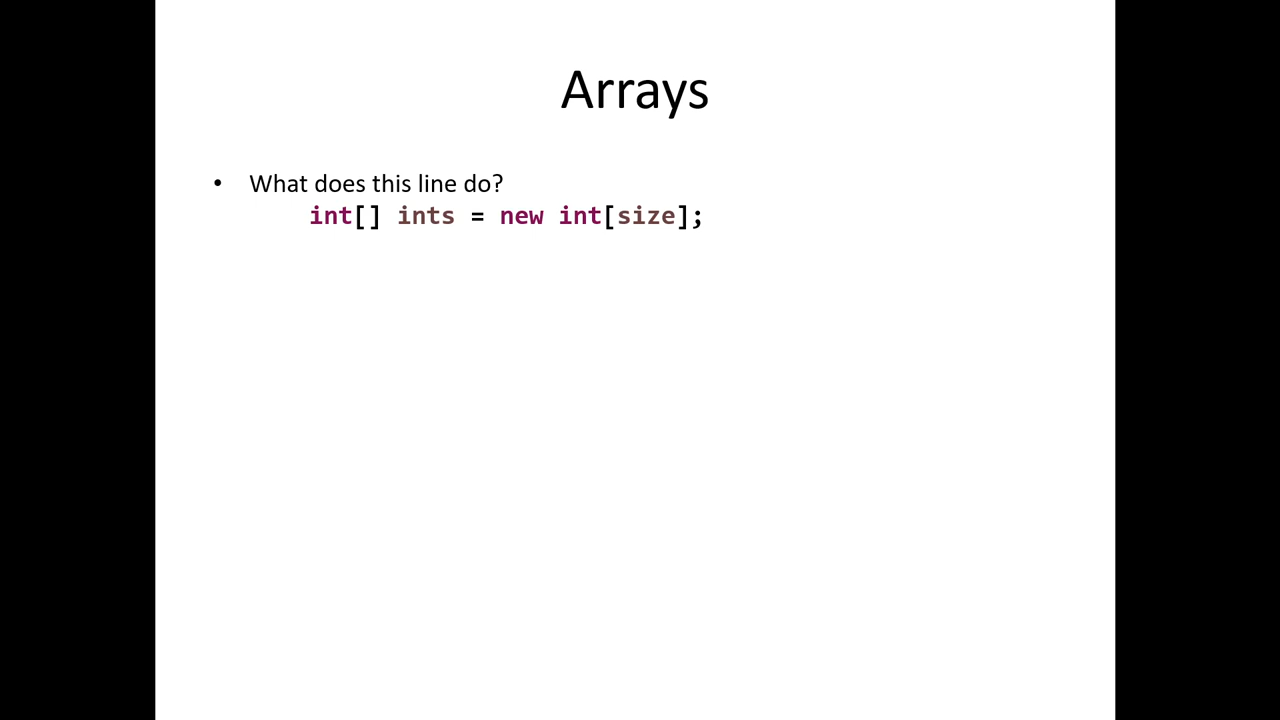 Arrays
• What does this line do?
int[] ints = new int[size];